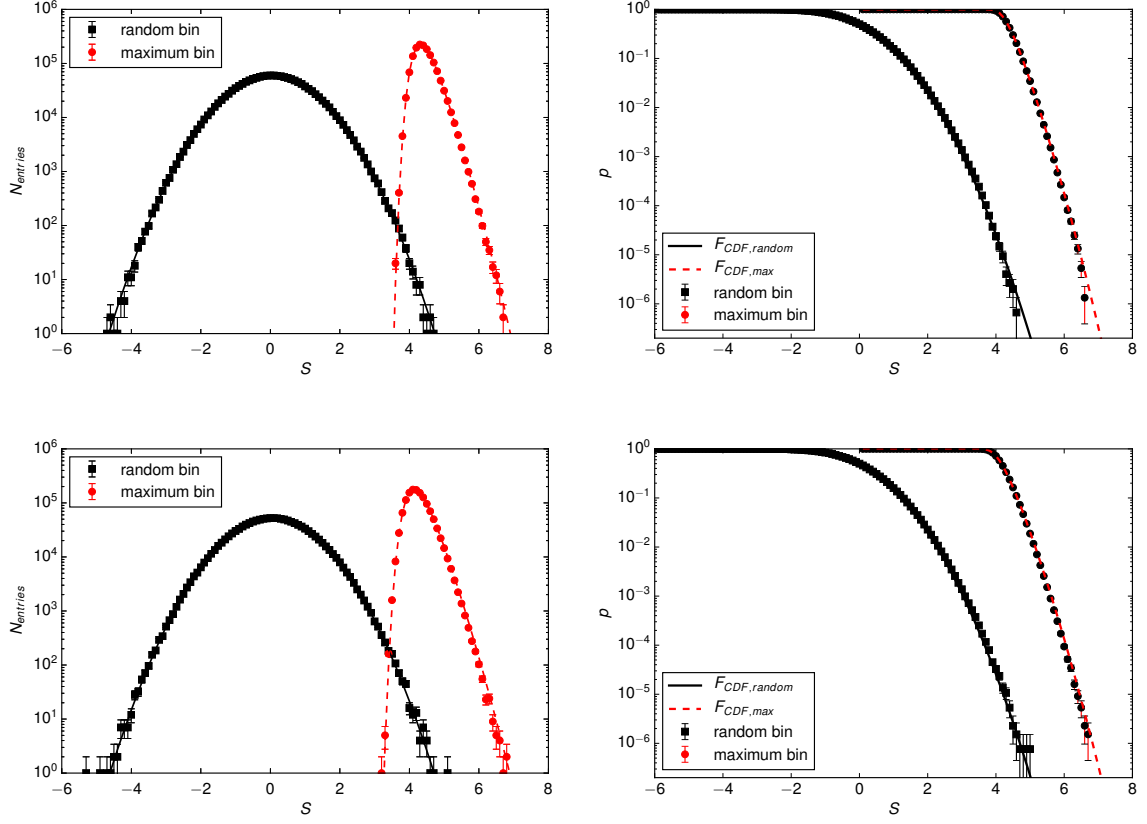 random bin
maximum bin
10^6
10^5
10^4
10^3
10^2
10^1
10^0
N_entries
−6 −4 −2 0 2 4 6 8
S
10^0
10^-1
10^-2
10^-3
10^-4
10^-5
10^-6
p
F_CDF,random
F_CDF,max
random bin
maximum bin
−6 −4 −2 0 2 4 6 8
S
random bin
maximum bin
10^6
10^5
10^4
10^3
10^2
10^1
10^0
N_entries
−6 −4 −2 0 2 4 6 8
S
10^0
10^-1
10^-2
10^-3
10^-4
10^-5
10^-6
p
F_CDF,random
F_CDF,max
random bin
maximum bin
−6 −4 −2 0 2 4 6 8
S